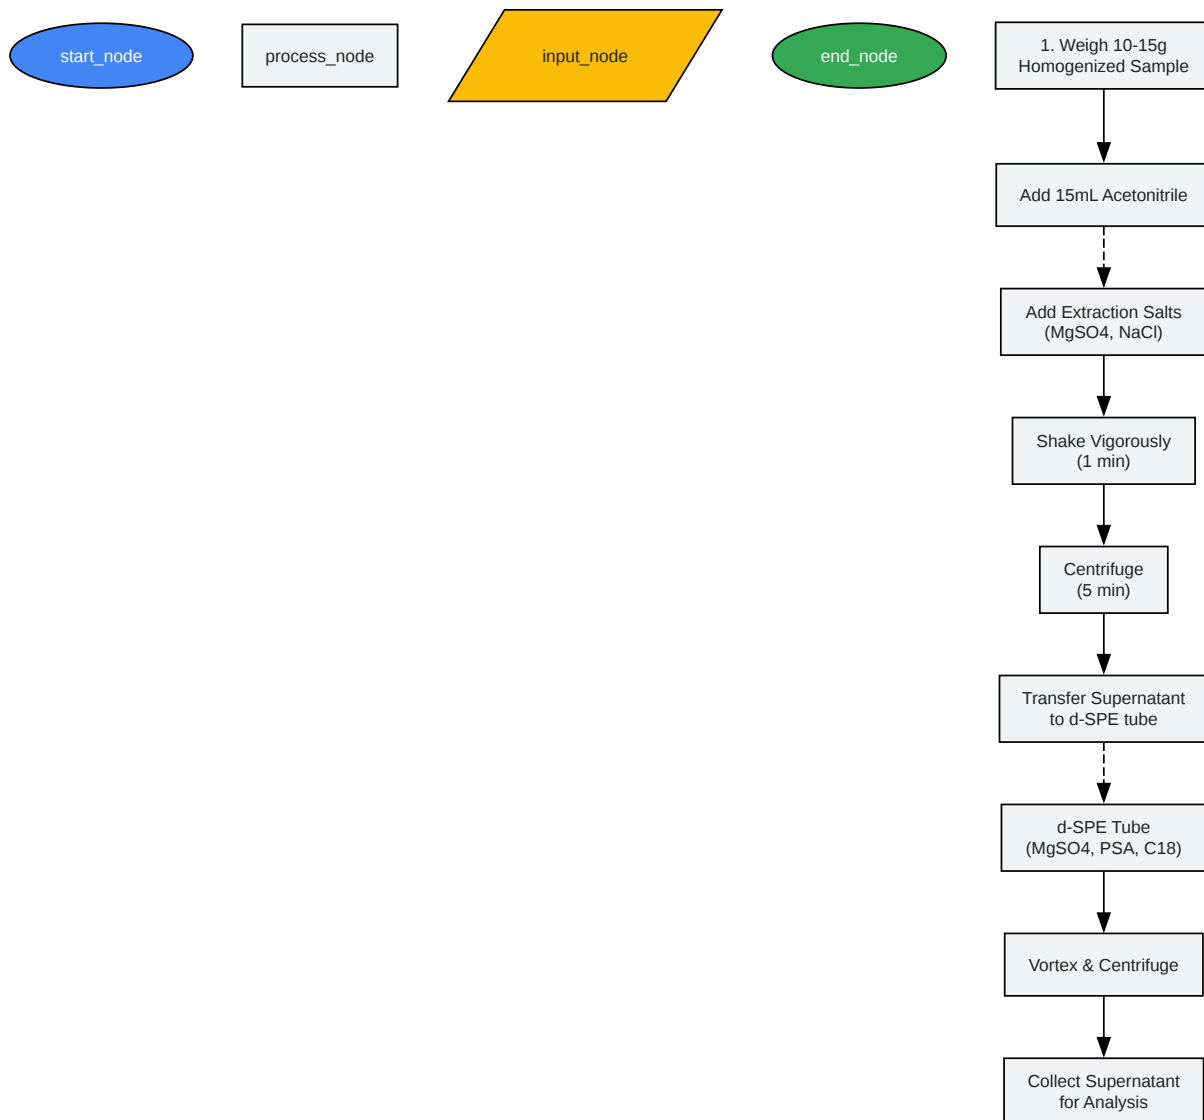 start_node
process_node
input_node
end_node
1. Weigh 10-15g
Homogenized Sample
Add 15mL Acetonitrile
Add Extraction Salts
(MgSO4, NaCl)
Shake Vigorously
(1 min)
Centrifuge
(5 min)
Transfer Supernatant
to d-SPE tube
d-SPE Tube
(MgSO4, PSA, C18)
Vortex & Centrifuge
Collect Supernatant
for Analysis